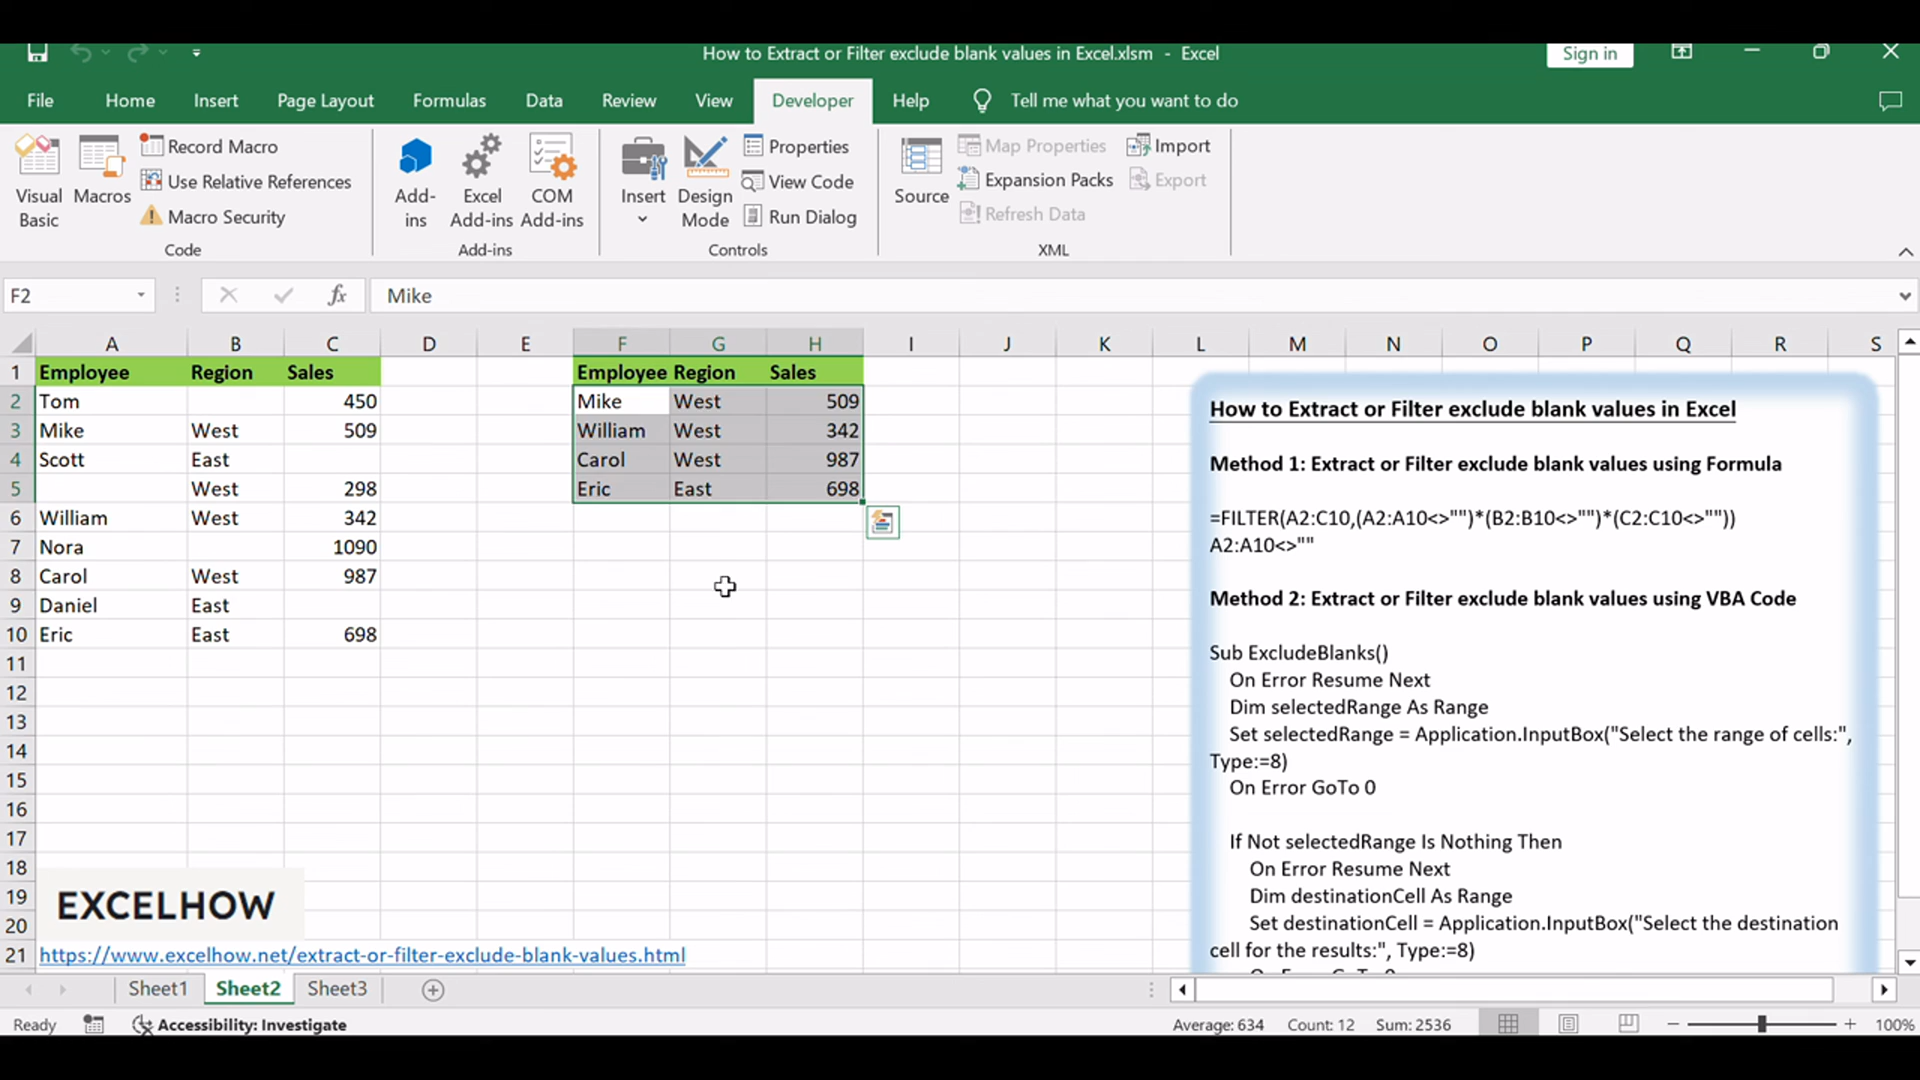 How to Extract or Filter exclude blank values in Excel.xlsm - Excel
Sign in
File Home Insert Page Layout Formulas Data Review View Developer Help Tell me what you want to do
Visual Basic
Macros
Record Macro
Use Relative References
Macro Security
Code
Add-ins
Excel Add-ins
COM Add-ins
Add-ins
Insert
Design Mode
Properties
View Code
Run Dialog
Controls
Source
Map Properties
Expansion Packs
Refresh Data
Import
Export
XML
F2 fx Mike
A B C D E F G H I J K L M N O P Q R S
1 Employee Region Sales Employee Region Sales
2 Tom 450 Mike West 509
3 Mike West 509 William West 342
4 Scott East Carol West 987
5 West 298 Eric East 698
6 William West 342
7 Nora 1090
8 Carol West 987
9 Daniel East
10 Eric East 698
11
12
13
14
15
16
17
18
19
20
EXCELHOW
21 https://www.excelhow.net/extract-or-filter-exclude-blank-values.html
How to Extract or Filter exclude blank values in Excel
Method 1: Extract or Filter exclude blank values using Formula
=FILTER(A2:C10,(A2:A10<>"")*(B2:B10<>"")*(C2:C10<>""))
A2:A10<>""
Method 2: Extract or Filter exclude blank values using VBA Code
Sub ExcludeBlanks()
On Error Resume Next
Dim selectedRange As Range
Set selectedRange = Application.InputBox("Select the range of cells:",
Type:=8)
On Error GoTo 0
If Not selectedRange Is Nothing Then
On Error Resume Next
Dim destinationCell As Range
Set destinationCell = Application.InputBox("Select the destination
cell for the results:", Type:=8)
On Error GoTo 0
Sheet1 Sheet2 Sheet3
Ready Accessibility: Investigate Average: 634 Count: 12 Sum: 2536 100%